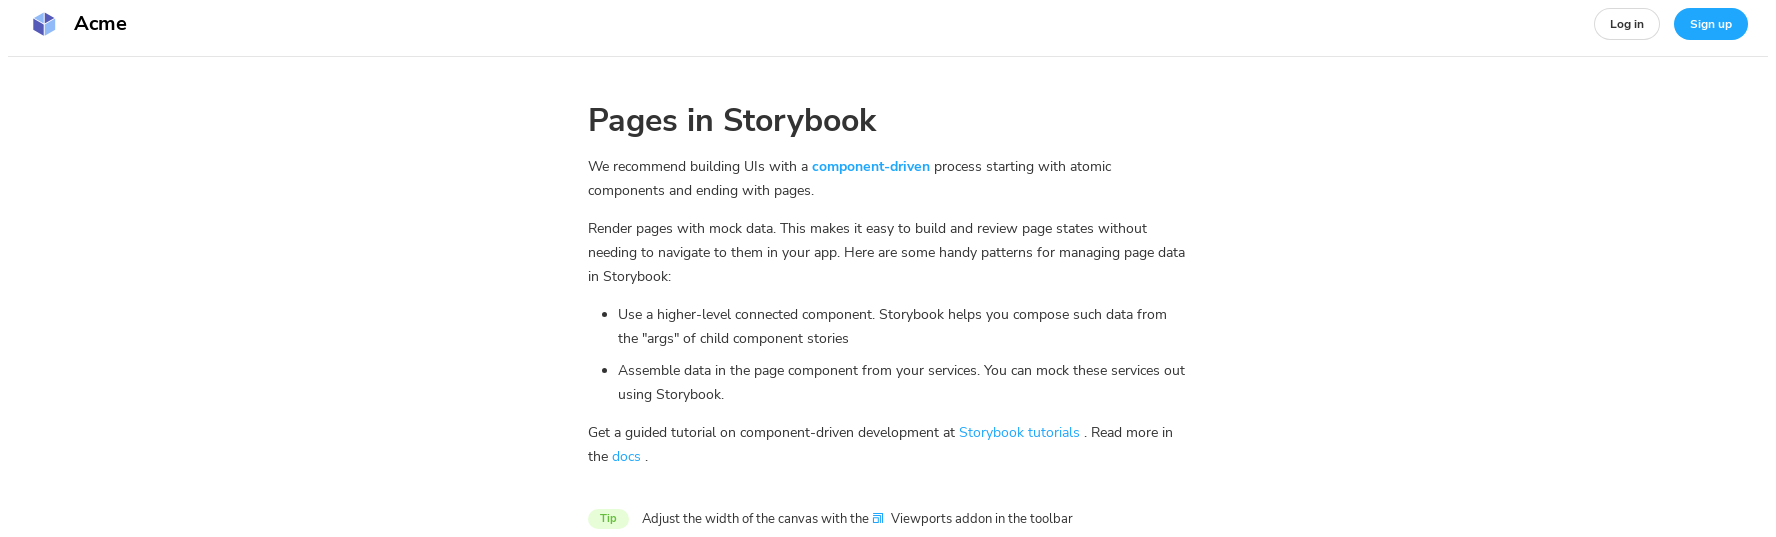 Acme
Log in
Sign up
Pages in Storybook
We recommend building UIs with a component-driven process starting with atomic
components and ending with pages.
Render pages with mock data. This makes it easy to build and review page states without
needing to navigate to them in your app. Here are some handy patterns for managing page data
in Storybook:
Use a higher-level connected component. Storybook helps you compose such data from
the "args" of child component stories
Assemble data in the page component from your services. You can mock these services out
using Storybook.
Get a guided tutorial on component-driven development at Storybook tutorials . Read more in
the docs .
Tip Adjust the width of the canvas with the Viewports addon in the toolbar